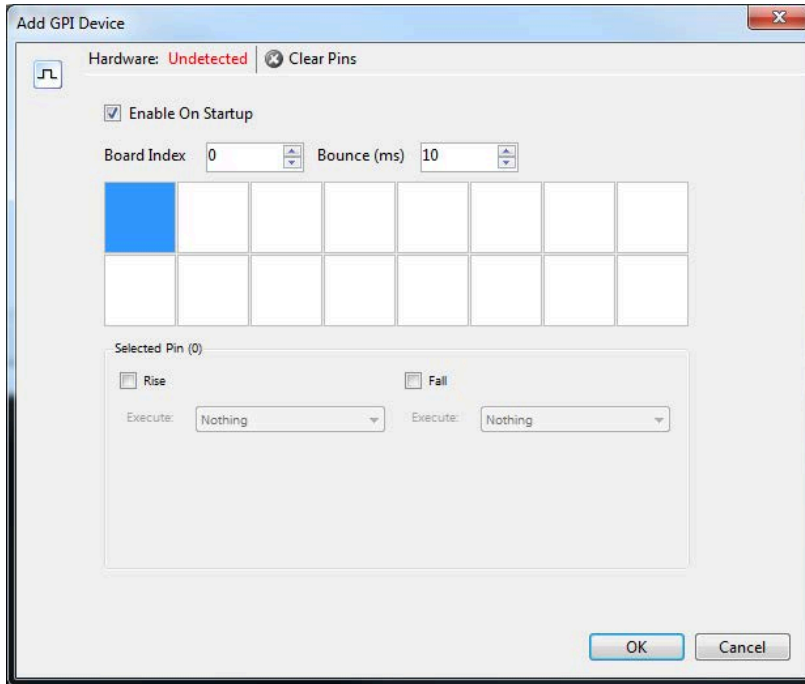 Add GPI Device
Hardware: Undetected Clear Pins
Enable On Startup
Board Index 0 Bounce (ms) 10
Selected Pin (0)
Rise Fall
Execute: Nothing Execute: Nothing
OK Cancel